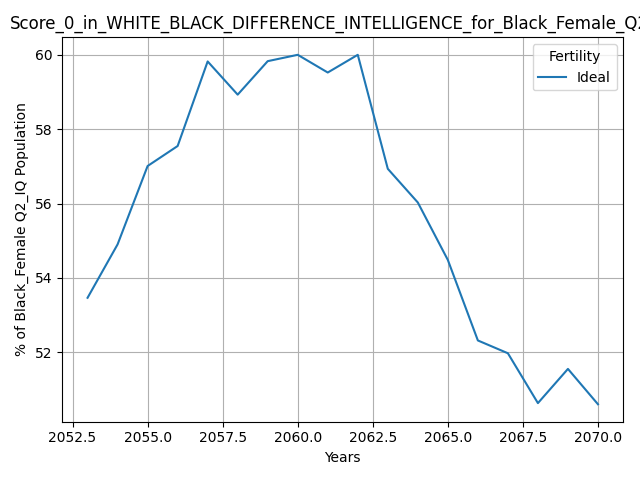 Score_0_in_WHITE_BLACK_DIFFERENCE_INTELLIGENCE_for_Black_Female_Q2
Fertility
Ideal
% of Black_Female Q2_IQ Population
60
58
56
54
52
2052.5 2055.0 2057.5 2060.0 2062.5 2065.0 2067.5 2070.0
Years